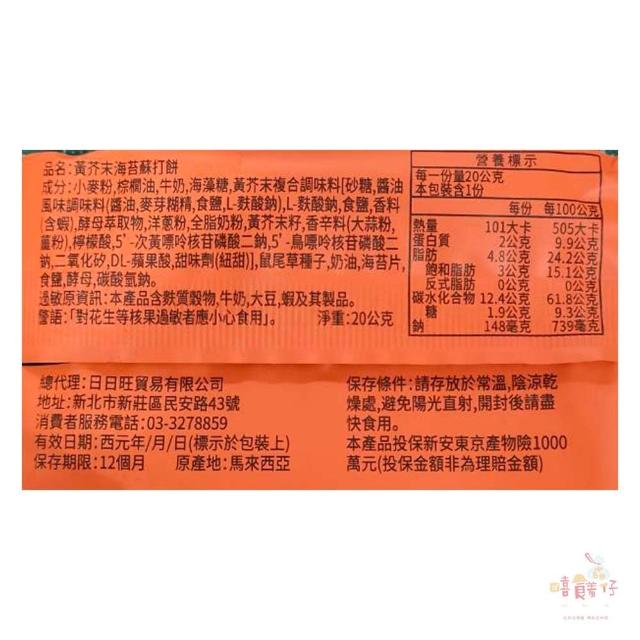 品名:黃芥末海苔蘇打餅
成分:小麥粉,棕櫚油,牛奶,海藻糖,黃芥末複合調味料[砂糖,醬油
風味調味料(醬油,麥芽糊精,食鹽,L-麩酸鈉),L-麩酸鈉,食鹽,香料
(含蝦),酵母萃取物,洋蔥粉,全脂奶粉,黃芥末籽,香辛料(大蒜粉,
薑粉),檸檬酸,5'-次黃嘌呤核苷磷酸二鈉,5'-鳥嘌呤核苷磷酸二
鈉,二氧化矽,DL-蘋果酸,甜味劑(紐甜)],鼠尾草種子,奶油,海苔片,
食鹽,酵母,碳酸氫鈉。
過敏原資訊:本產品含麩質穀物,牛奶,大豆,蝦及其製品。
警語:「對花生等核果過敏者應小心食用」。 淨重:20公克
營養標示
每一份量20公克
本包裝含1份
每份 每100公克
熱量 101大卡 505大卡
蛋白質 2公克 9.9公克
脂肪 4.8公克 24.2公克
飽和脂肪 3公克 15.1公克
反式脂肪 0公克 0公克
碳水化合物 12.4公克 61.8公克
糖 1.9公克 9.3公克
鈉 148毫克 739毫克
總代理:日日旺貿易有限公司
地址:新北市新莊區民安路43號
消費者服務電話:03-3278859
有效日期:西元年/月/日(標示於包裝上)
保存期限:12個月 原產地:馬來西亞
保存條件:請存放於常溫,陰涼乾
燥處,避免陽光直射,開封後請盡
快食用。
本產品投保新安東京產物險1000
萬元(投保金額非為理賠金額)